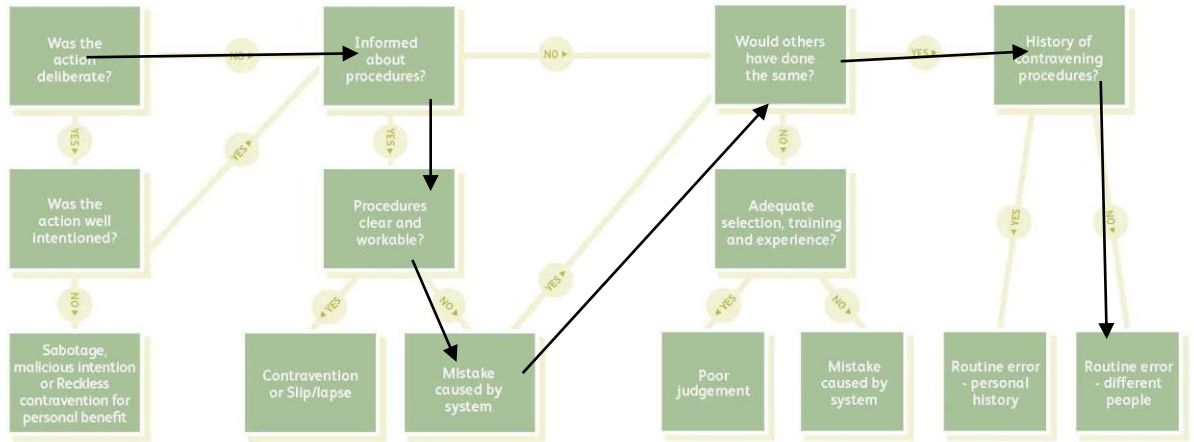 Was the
action
deliberate?
NO
Informed
about
procedures?
NO
Would others
have done
the same?
YES
History of
contravening
procedures?
YES
YES
YES
NO
Was the
action well
intentioned?
Procedures
clear and
workable?
Adequate
selection, training
and experience?
YES
NO
NO
YES
NO
YES
YES
NO
Sabotage,
malicious intention
or Reckless
contravention for
personal benefit
Contravention
or Slip/lapse
Mistake
caused by
system
Poor
judgement
Mistake
caused by
system
Routine error
- personal
history
Routine error
- different
people